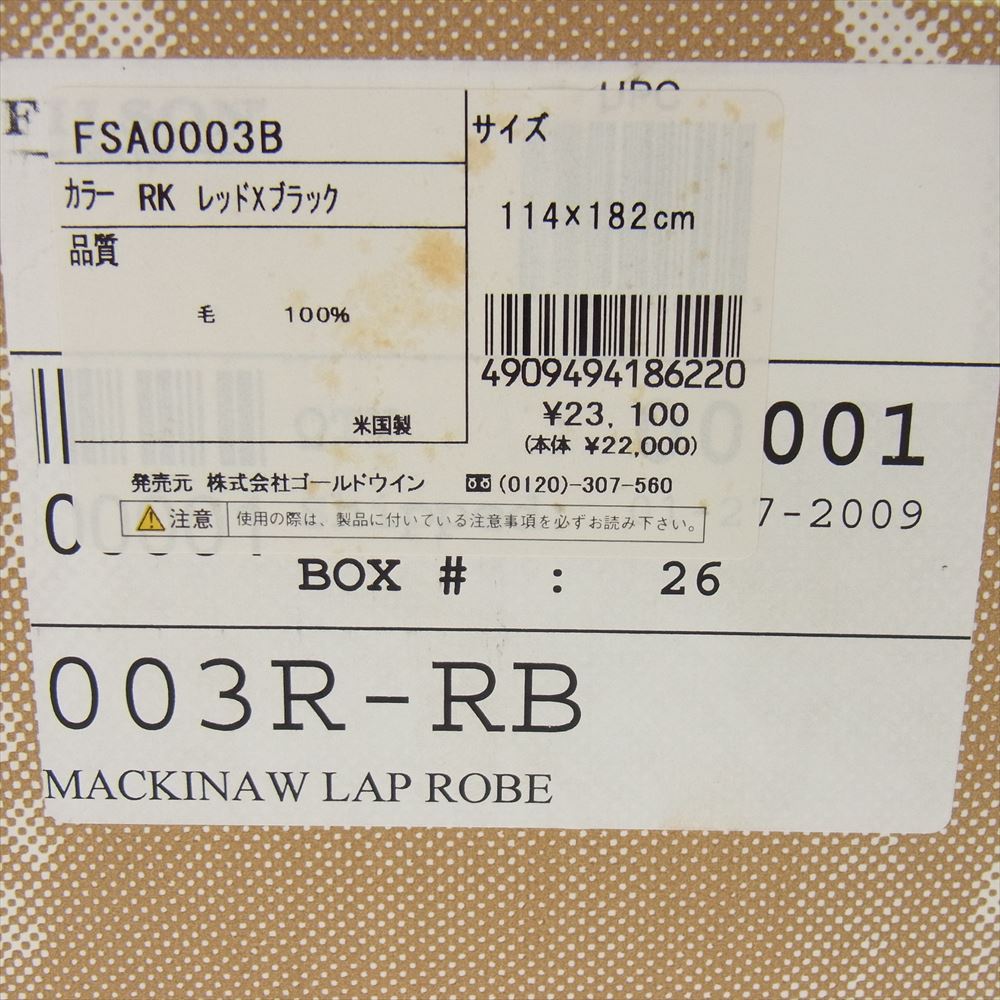 FILSON
UPC
FSA0003B
サイズ
カラー RK レッドXブラック
114×182cm
品質
毛 100%
4909494186220
¥23,100
(本体 ¥22,000)
米国製
001
発売元 株式会社ゴールドウイン (0120)-307-560
注意 使用の際は、製品に付いている注意事項を必ずお読み下さい。
27-2009
BOX # : 26
003R-RB
MACKINAW LAP ROBE